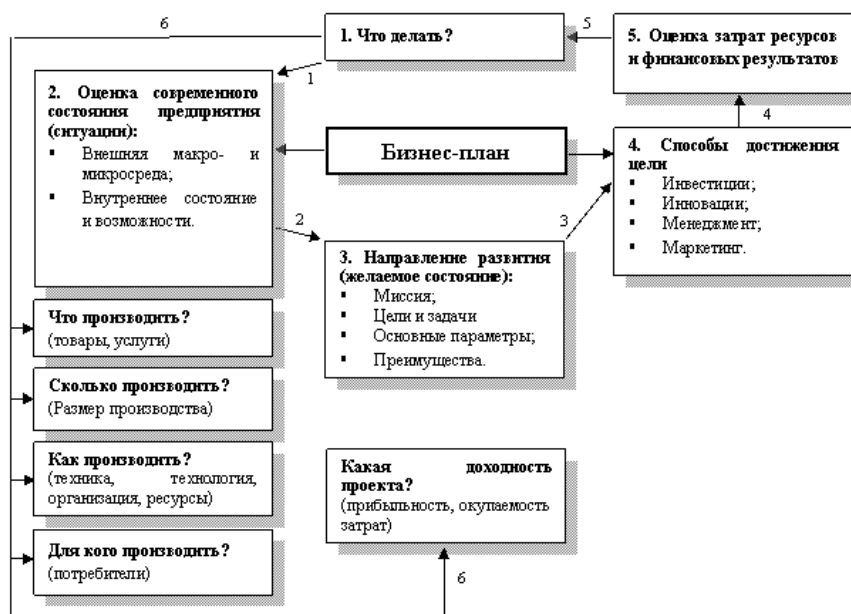 6
1. Что делать?
5
5. Оценка затрат ресурсов
и финансовых результатов
1
2. Оценка современного
состояния предприятия
(ситуации):
▪ Внешняя макро- и
микросреда;
▪ Внутреннее состояние
и возможности.
Бизнес-план
4
4. Способы достижения
цели
▪ Инвестиции;
▪ Инновации;
▪ Менеджмент;
▪ Маркетинг.
2
3
3. Направление развития
(желаемое состояние):
▪ Миссия;
▪ Цели и задачи
▪ Основные параметры;
▪ Преимущества.
Что производить?
(товары, услуги)
Сколько производить?
(Размер производства)
Как производить?
(техника, технология,
организация, ресурсы)
Какая доходность
проекта?
(прибыльность, окупаемость
затрат)
Для кого производить?
(потребители)
6